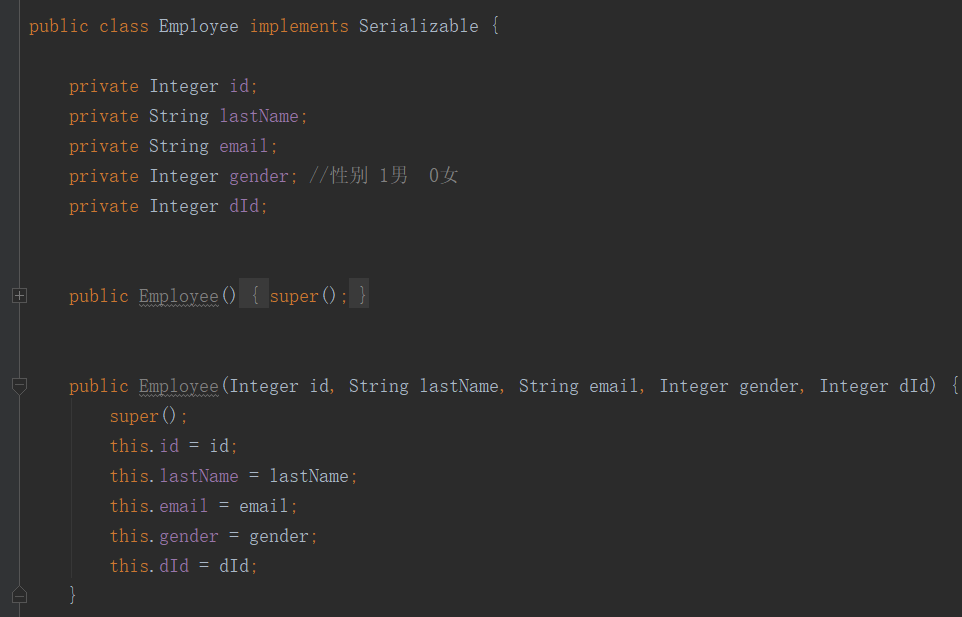 public class Employee implements Serializable {
private Integer id;
private String lastName;
private String email;
private Integer gender; //性别 1男  0女
private Integer dId;
public Employee() { super(); }
public Employee(Integer id, String lastName, String email, Integer gender, Integer dId) {
super();
this.id = id;
this.lastName = lastName;
this.email = email;
this.gender = gender;
this.dId = dId;
}